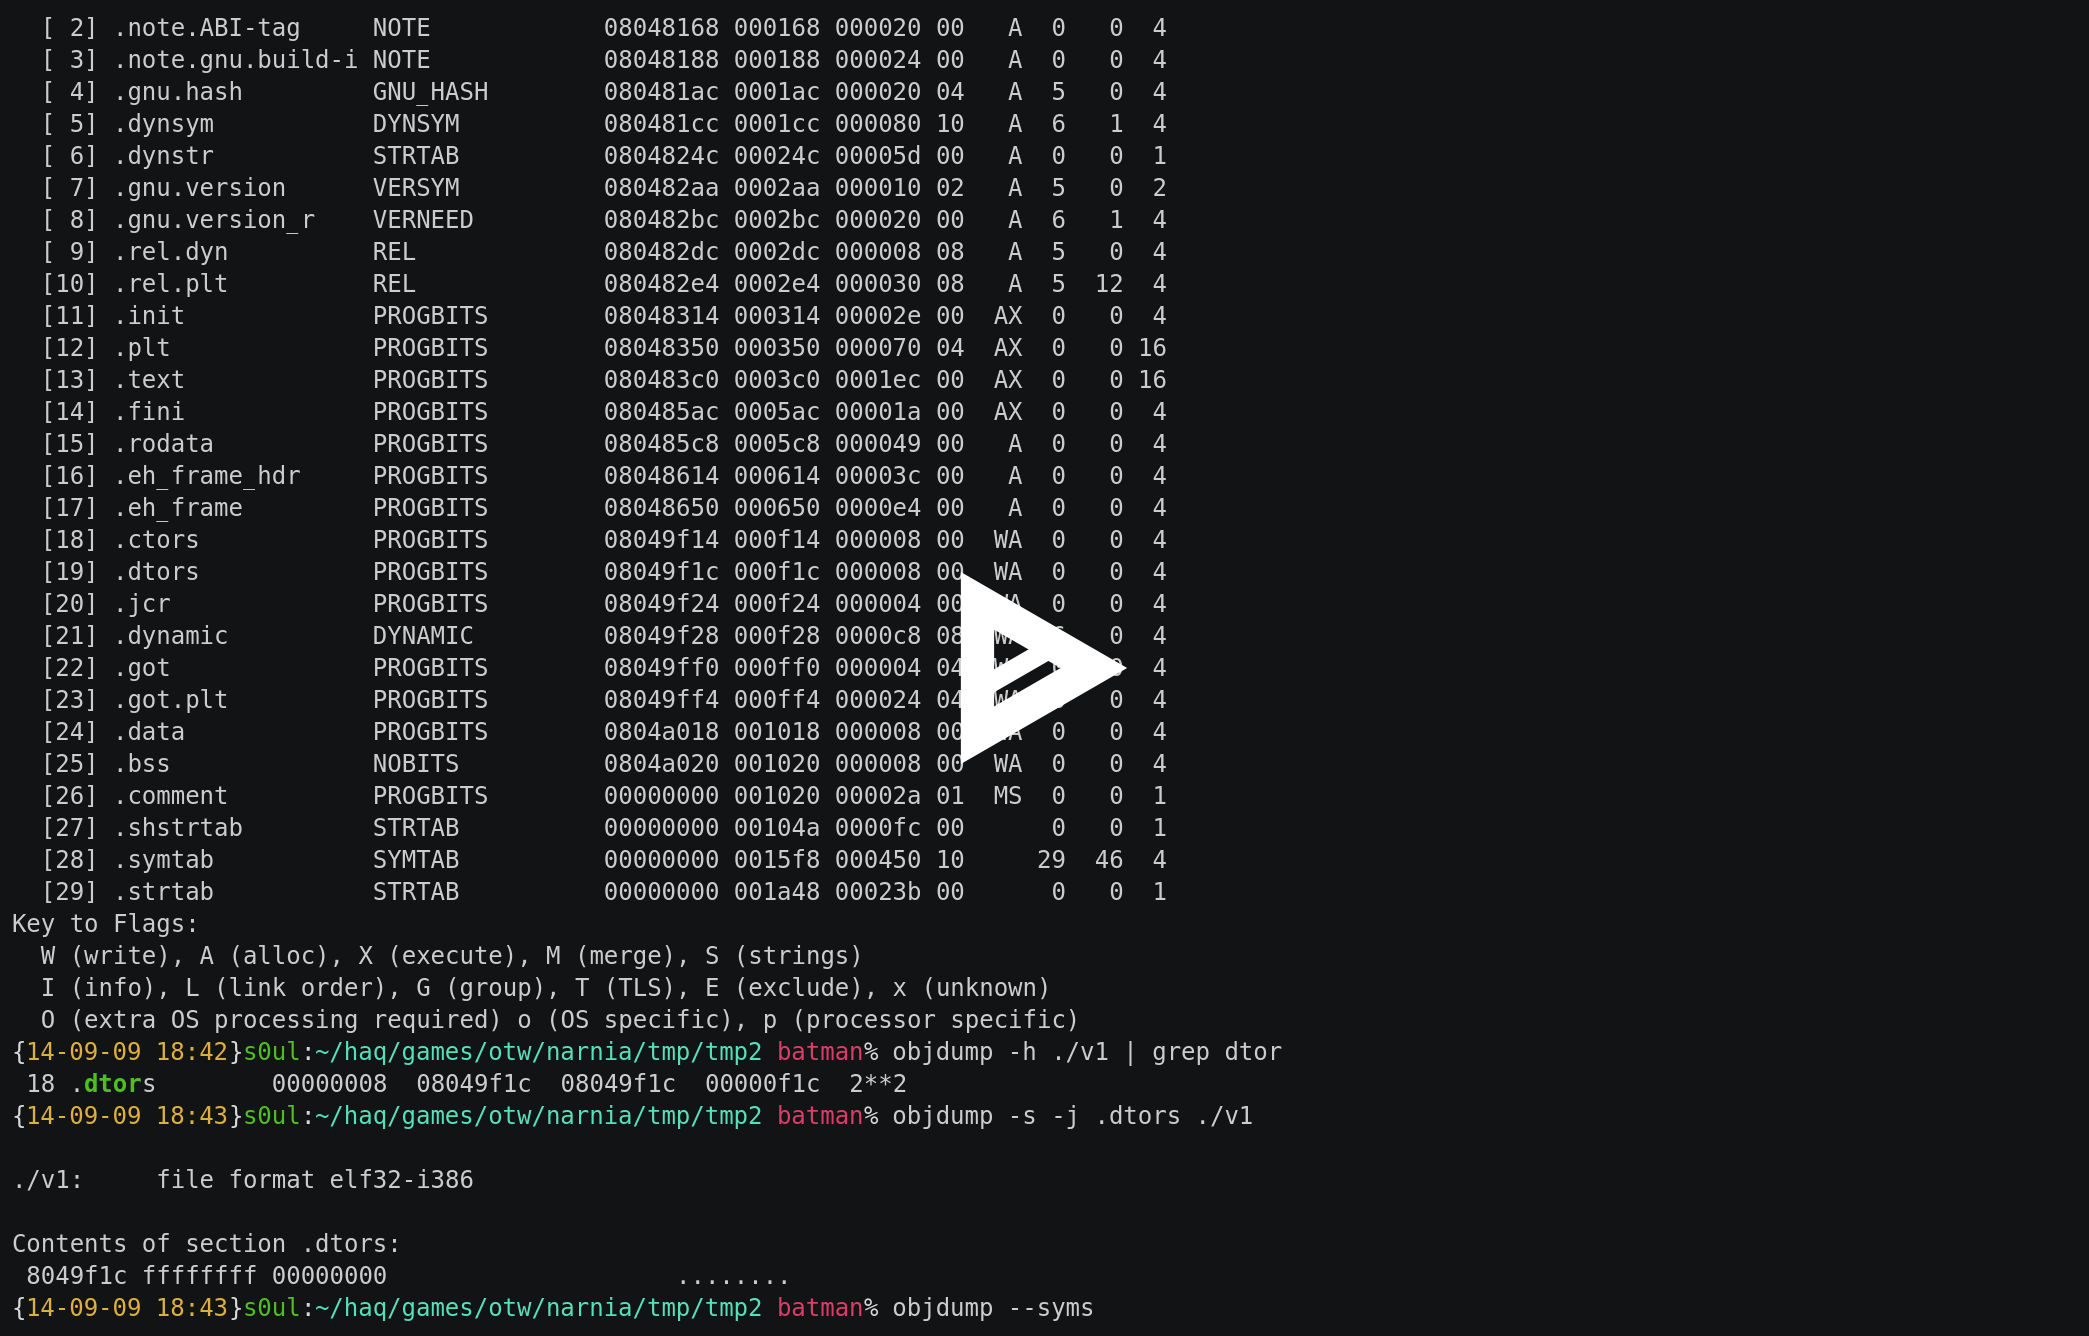 [ 2] .note.ABI-tag     NOTE            08048168 000168 000020 00   A  0   0  4
[ 3] .note.gnu.build-i NOTE            08048188 000188 000024 00   A  0   0  4
[ 4] .gnu.hash         GNU_HASH        080481ac 0001ac 000020 04   A  5   0  4
[ 5] .dynsym           DYNSYM          080481cc 0001cc 000080 10   A  6   1  4
[ 6] .dynstr           STRTAB          0804824c 00024c 00005d 00   A  0   0  1
[ 7] .gnu.version      VERSYM          080482aa 0002aa 000010 02   A  5   0  2
[ 8] .gnu.version_r    VERNEED         080482bc 0002bc 000020 00   A  6   1  4
[ 9] .rel.dyn          REL             080482dc 0002dc 000008 08   A  5   0  4
[10] .rel.plt          REL             080482e4 0002e4 000030 08   A  5  12  4
[11] .init             PROGBITS        08048314 000314 00002e 00  AX  0   0  4
[12] .plt              PROGBITS        08048350 000350 000070 04  AX  0   0 16
[13] .text             PROGBITS        080483c0 0003c0 0001ec 00  AX  0   0 16
[14] .fini             PROGBITS        080485ac 0005ac 00001a 00  AX  0   0  4
[15] .rodata           PROGBITS        080485c8 0005c8 000049 00   A  0   0  4
[16] .eh_frame_hdr     PROGBITS        08048614 000614 00003c 00   A  0   0  4
[17] .eh_frame         PROGBITS        08048650 000650 0000e4 00   A  0   0  4
[18] .ctors            PROGBITS        08049f14 000f14 000008 00  WA  0   0  4
[19] .dtors            PROGBITS        08049f1c 000f1c 000008 00  WA  0   0  4
[20] .jcr              PROGBITS        08049f24 000f24 000004 00  WA  0   0  4
[21] .dynamic          DYNAMIC         08049f28 000f28 0000c8 08  WA      0  4
[22] .got              PROGBITS        08049ff0 000ff0 000004 04      0  4
[23] .got.plt          PROGBITS        08049ff4 000ff4 000024 04  WA      0  4
[24] .data             PROGBITS        0804a018 001018 000008 00  WA  0   0  4
[25] .bss              NOBITS          0804a020 001020 000008 00  WA  0   0  4
[26] .comment          PROGBITS        00000000 001020 00002a 01  MS  0   0  1
[27] .shstrtab         STRTAB          00000000 00104a 0000fc 00      0   0  1
[28] .symtab           SYMTAB          00000000 0015f8 000450 10     29  46  4
[29] .strtab           STRTAB          00000000 001a48 00023b 00      0   0  1
Key to Flags:
W (write), A (alloc), X (execute), M (merge), S (strings)
I (info), L (link order), G (group), T (TLS), E (exclude), x (unknown)
O (extra OS processing required) o (OS specific), p (processor specific)
{14-09-09 18:42}s0ul:~/haq/games/otw/narnia/tmp/tmp2 batman% objdump -h ./v1 | grep dtor
18 .dtors        00000008  08049f1c  08049f1c  00000f1c  2**2
{14-09-09 18:43}s0ul:~/haq/games/otw/narnia/tmp/tmp2 batman% objdump -s -j .dtors ./v1
./v1:     file format elf32-i386
Contents of section .dtors:
8049f1c ffffffff 00000000                    ........
{14-09-09 18:43}s0ul:~/haq/games/otw/narnia/tmp/tmp2 batman% objdump --syms